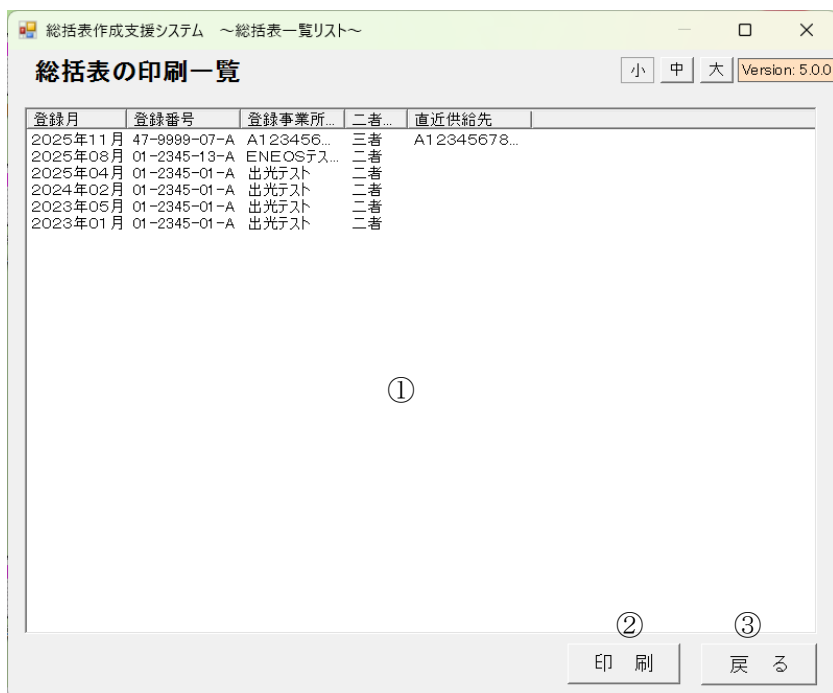 総括表作成支援システム ～総括表一覧リスト～
総括表の印刷一覧 小 中 大 Version: 5.0.0
登録月 登録番号 登録事業所... 二者... 直近供給先
2025年11月 47-9999-07-A A123456... 三者 A12345678...
2025年08月 01-2345-13-A ENEOSテス... 二者
2025年04月 01-2345-01-A 出光テスト 二者
2024年02月 01-2345-01-A 出光テスト 二者
2023年05月 01-2345-01-A 出光テスト 二者
2023年01月 01-2345-01-A 出光テスト 二者
①
② ③
印 刷 戻 る